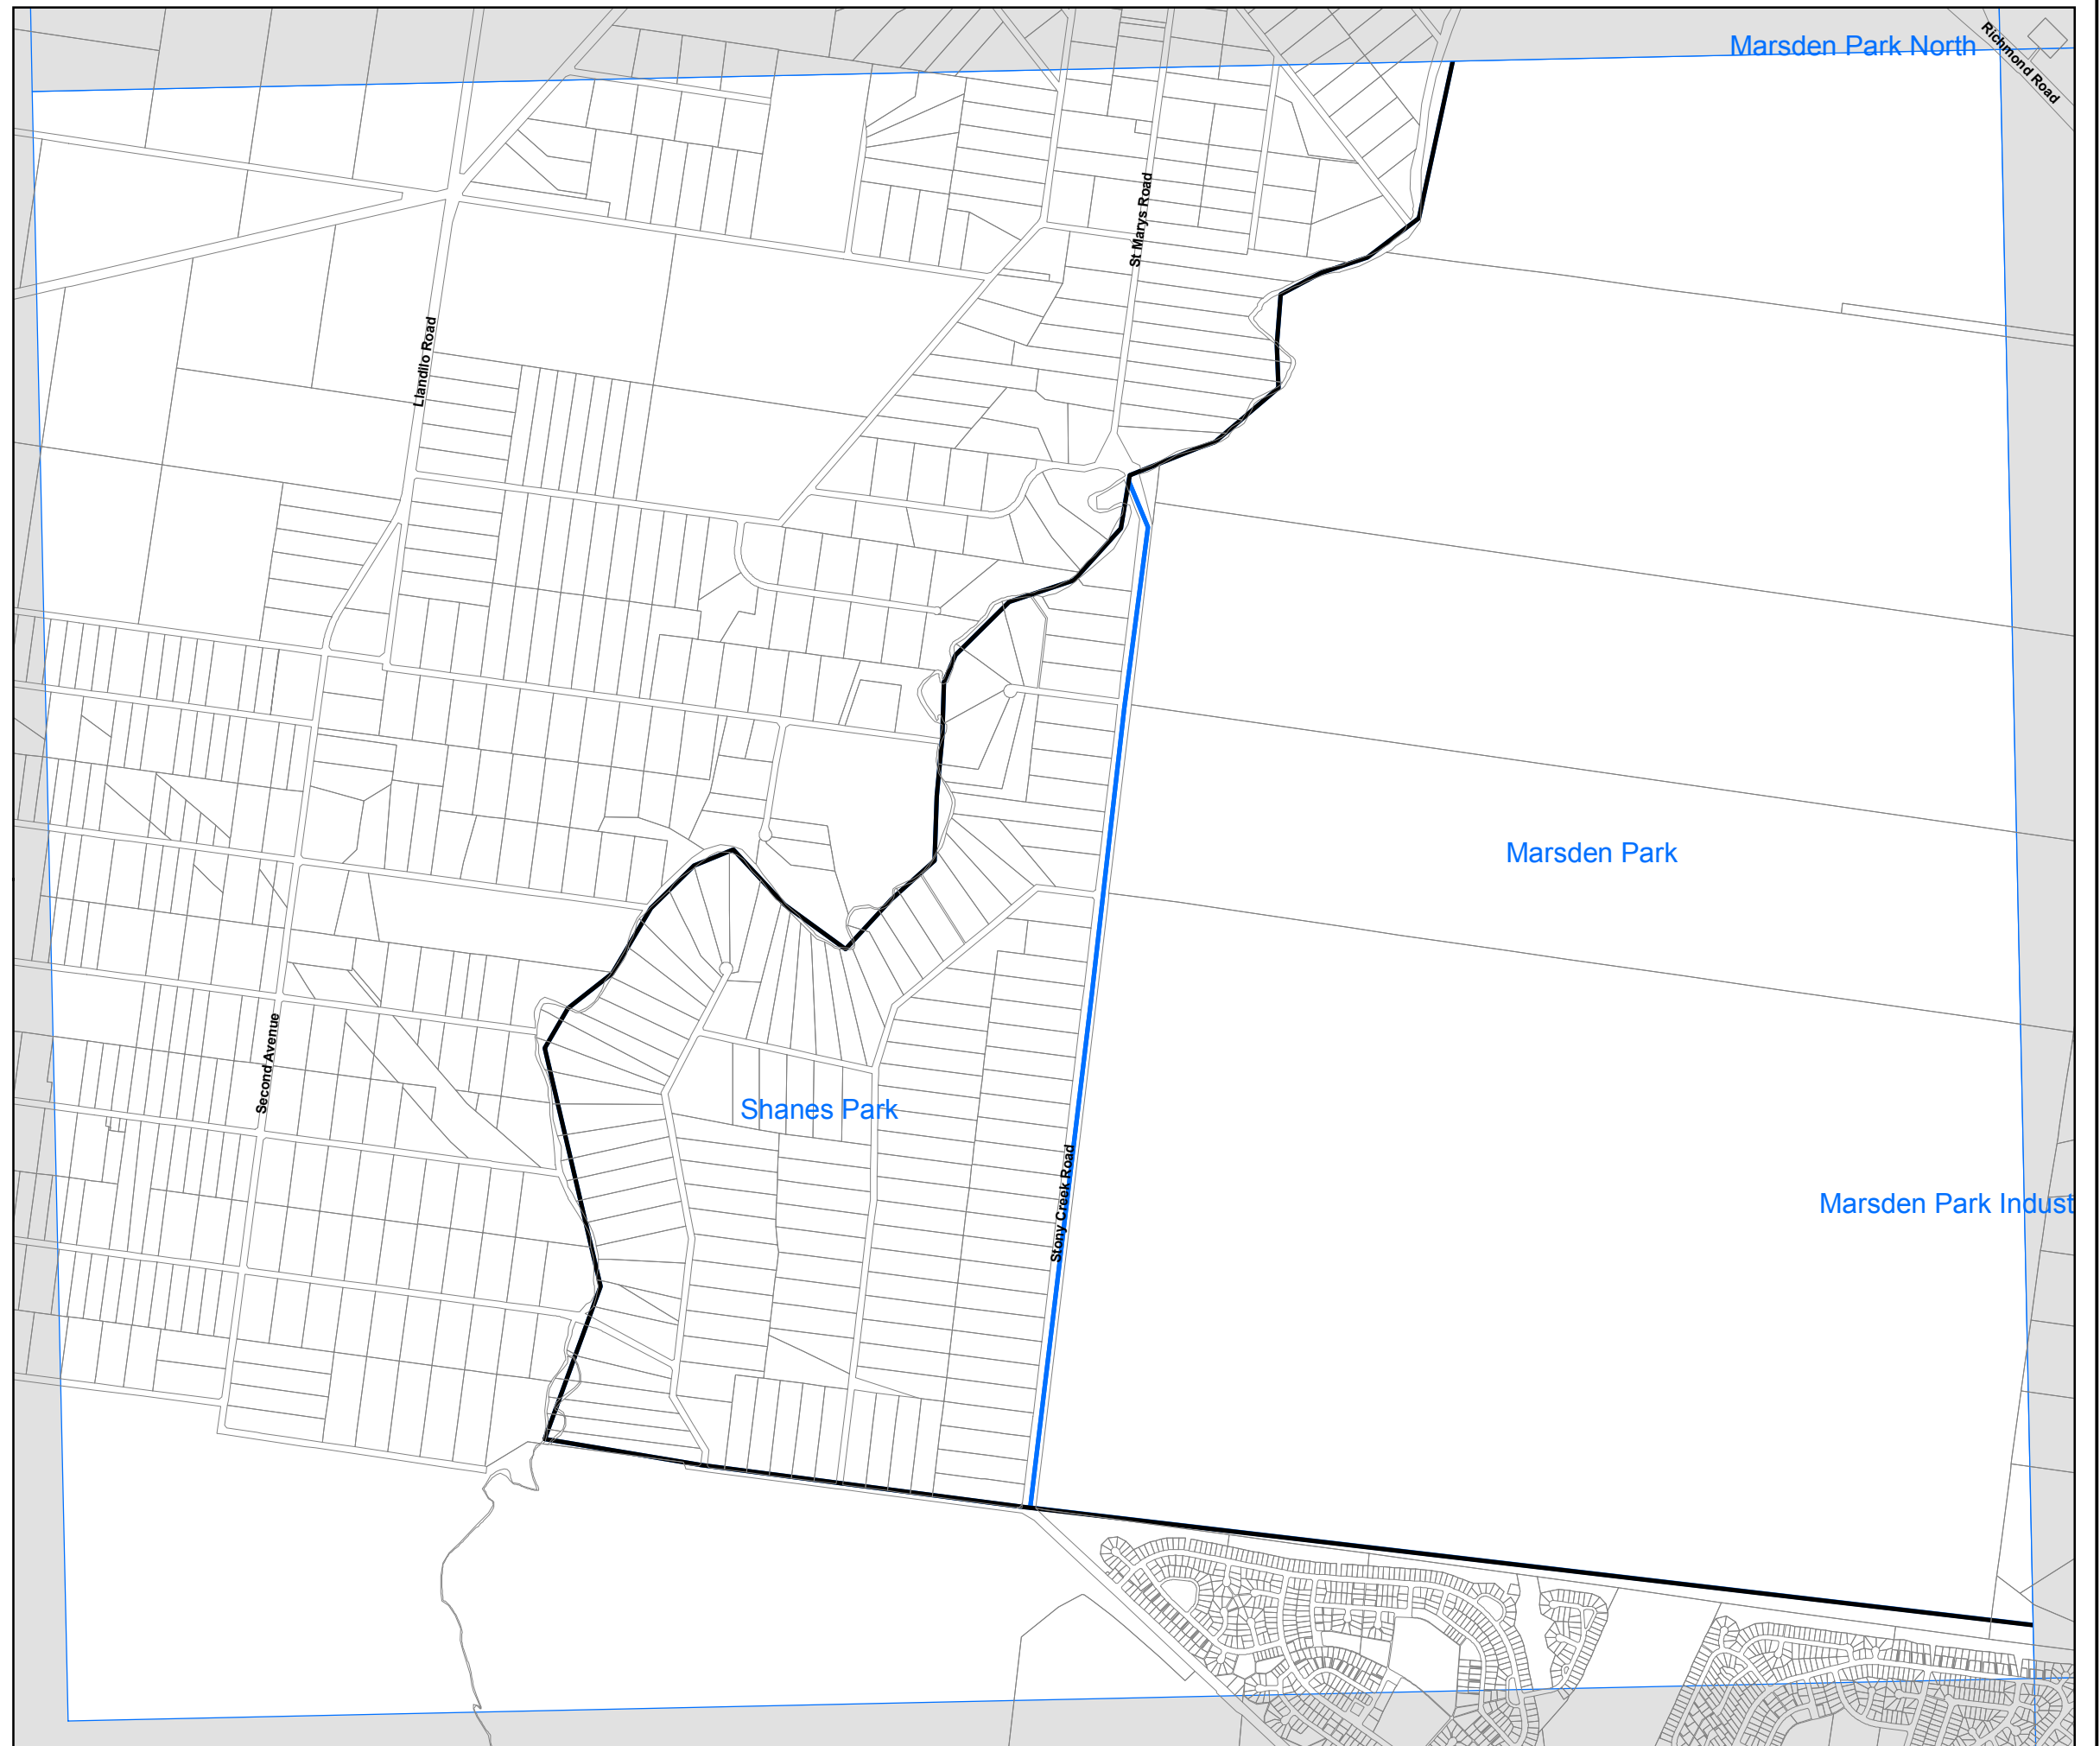 Marsden Park North
Richmond Road
St Marys Road
Llandilo Road
Marsden Park
Second Avenue
Shanes Park
Stony Creek Road
Marsden Park Indust